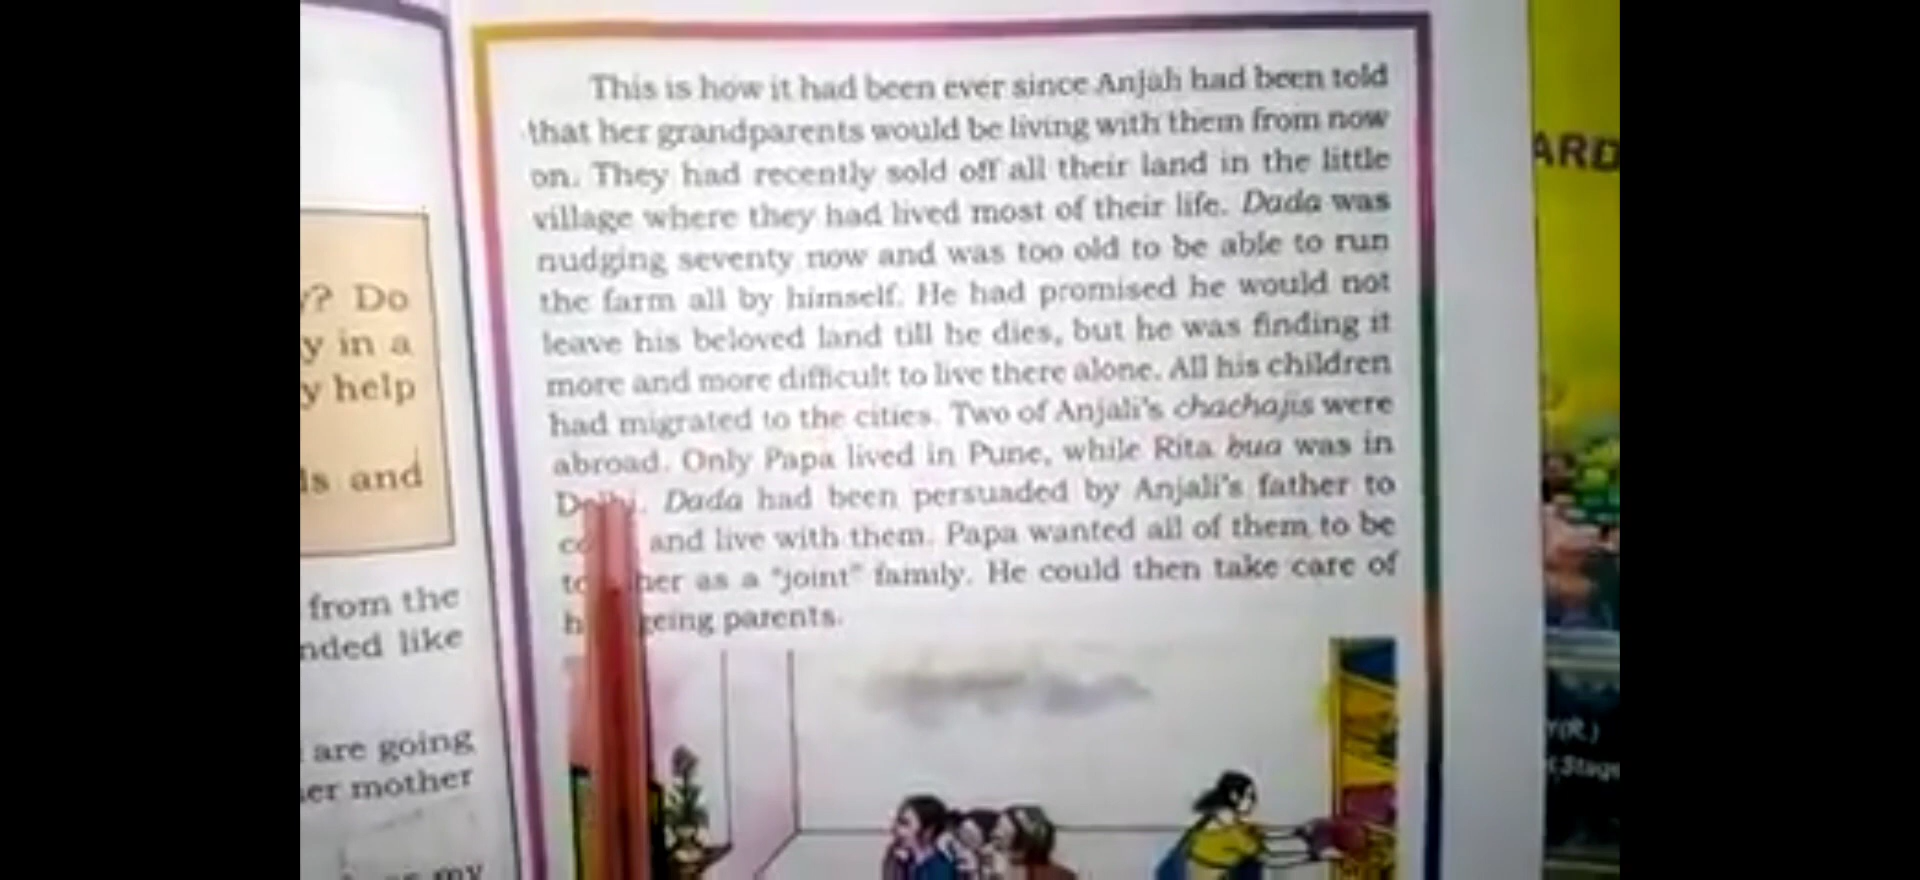 This is how it had been ever since Anjali had been told
that her grandparents would be living with them from now
on. They had recently sold off all their land in the little
village where they had lived most of their life. Dada was
nudging seventy now and was too old to be able to run
the farm all by himself. He had promised he would not
leave his beloved land till he dies, but he was finding it
more and more difficult to live there alone. All his children
had migrated to the cities. Two of Anjali's chachajis were
abroad. Only Papa lived in Pune, while Rita bua was in
Delhi. Dada had been persuaded by Anjali's father to
and live with them. Papa wanted all of them to be
as a "joint" family. He could then take care of
parents.
? Do
y in a
y help
and
from the
like
are going
mother
my
ARD